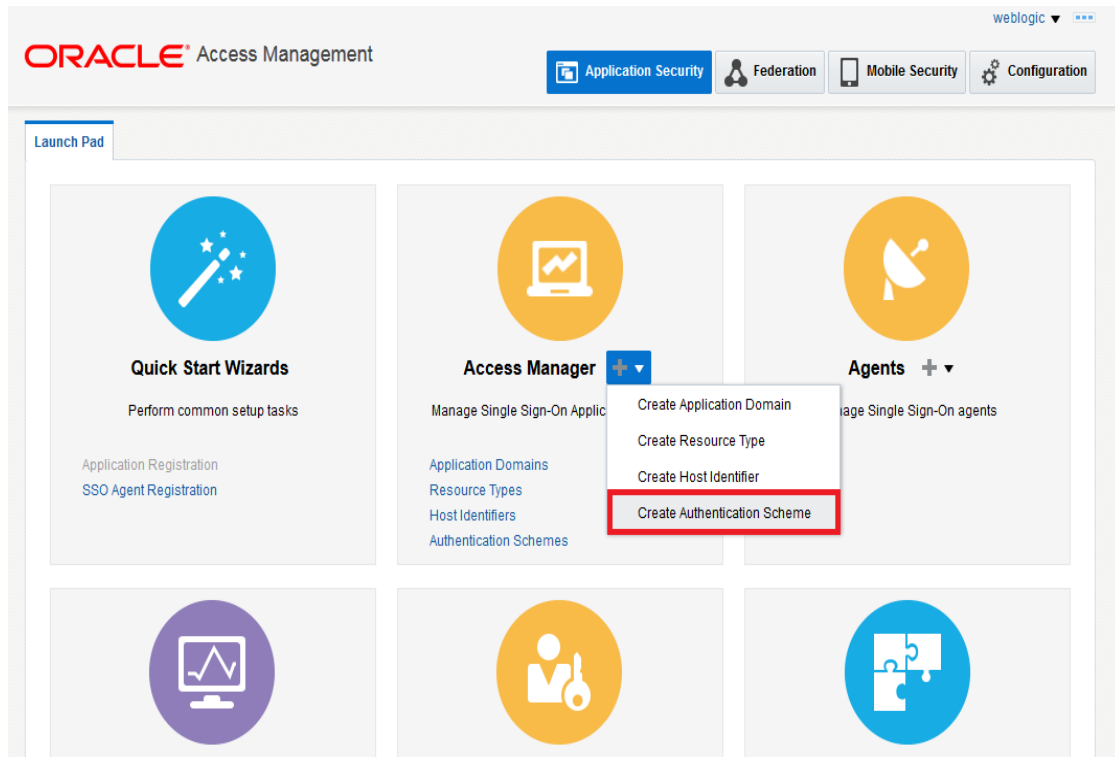 weblogic
ORACLE® Access Management
Application Security
Federation
Mobile Security
Configuration
Launch Pad
Quick Start Wizards
Perform common setup tasks
Application Registration
SSO Agent Registration
Access Manager
Manage Single Sign-On Applic
Application Domains
Resource Types
Host Identifiers
Authentication Schemes
Create Application Domain
Create Resource Type
Create Host Identifier
Create Authentication Scheme
Agents
age Single Sign-On agents